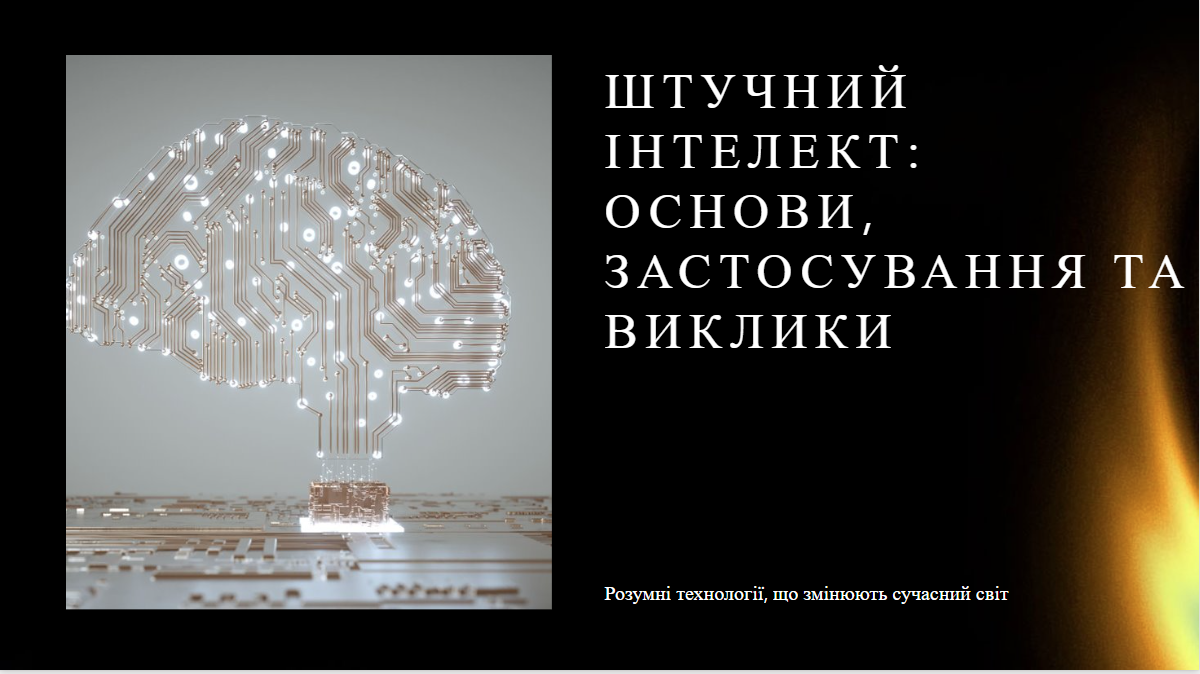 ШТУЧНИЙ
ІНТЕЛЕКТ:
ОСНОВИ,
ЗАСТОСУВАННЯ ТА
ВИКЛИКИ
Розумні технології, що змінюють сучасний світ